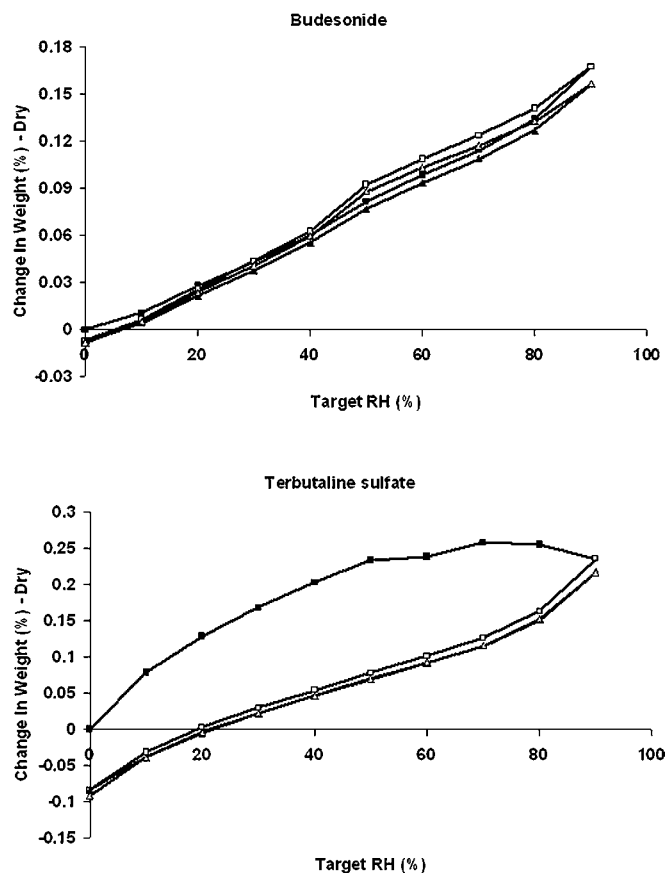 Budesonide
0.18
0.15
0.12
0.09
0.06
0.03
0
-0.03
Change In Weight (%) - Dry
0 20 40 60 80 100
Target RH (%)
Terbutaline sulfate
0.3
0.25
0.2
0.15
0.1
0.05
0
-0.05
-0.1
-0.15
Change In Weight (%) - Dry
0 20 40 60 80 100
Target RH (%)